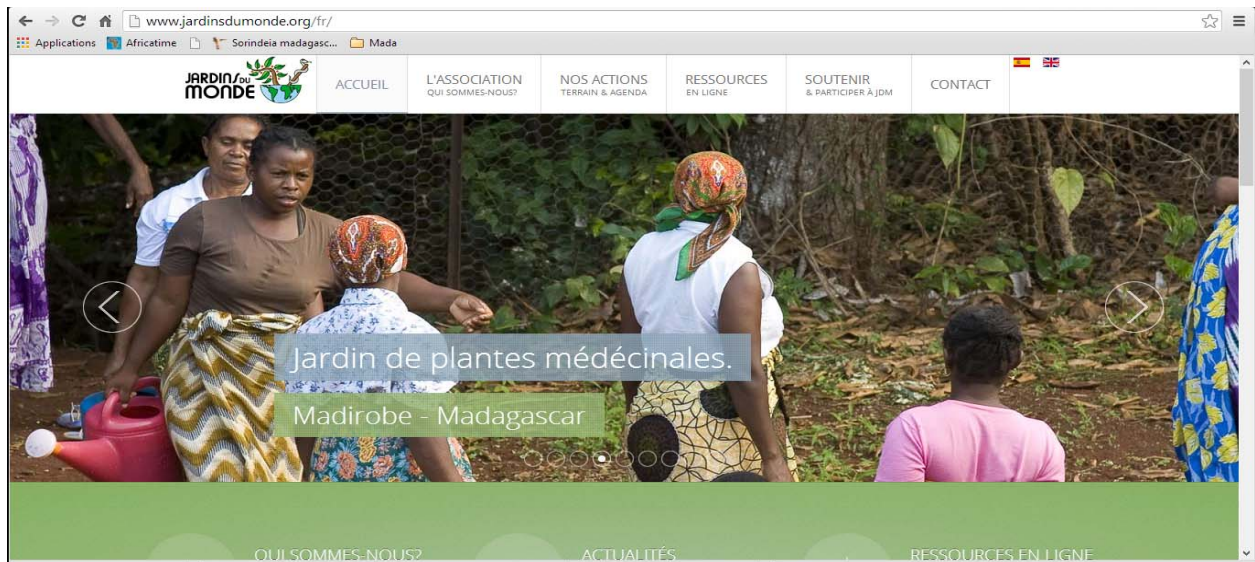 www.jardinsdumonde.org/fr/
Applications Africatime Sorindeia madagasc... Mada
JARDINS DU
MONDE
ACCUEIL
L'ASSOCIATION
QUI SOMMES-NOUS?
NOS ACTIONS
TERRAIN & AGENDA
RESSOURCES
EN LIGNE
SOUTENIR
& PARTICIPER À JDM
CONTACT
Jardin de plantes médécinales.
Madirobe - Madagascar
QUI SOMMES-NOUS?
ACTUALITÉS
RESSOURCES EN LIGNE